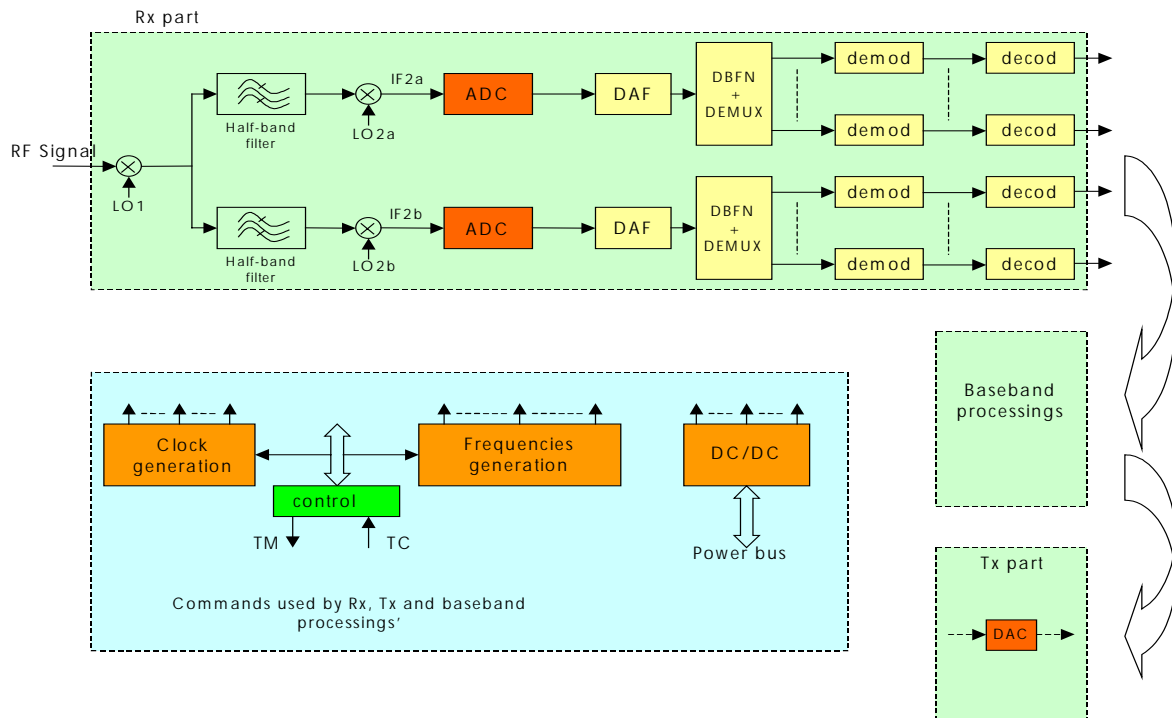 Rx part
RF Signal
LO1
Half-band
filter
LO2a
IF2a
ADC
DAF
DBFN
+
DEMUX
demod
decod
demod
decod
Half-band
filter
LO2b
IF2b
ADC
DAF
DBFN
+
DEMUX
demod
decod
demod
decod
Clock
generation
Frequencies
generation
DC/DC
control
TM
TC
Power bus
Commands used by Rx, Tx and baseband
processings'
Baseband
processings
Tx part
DAC